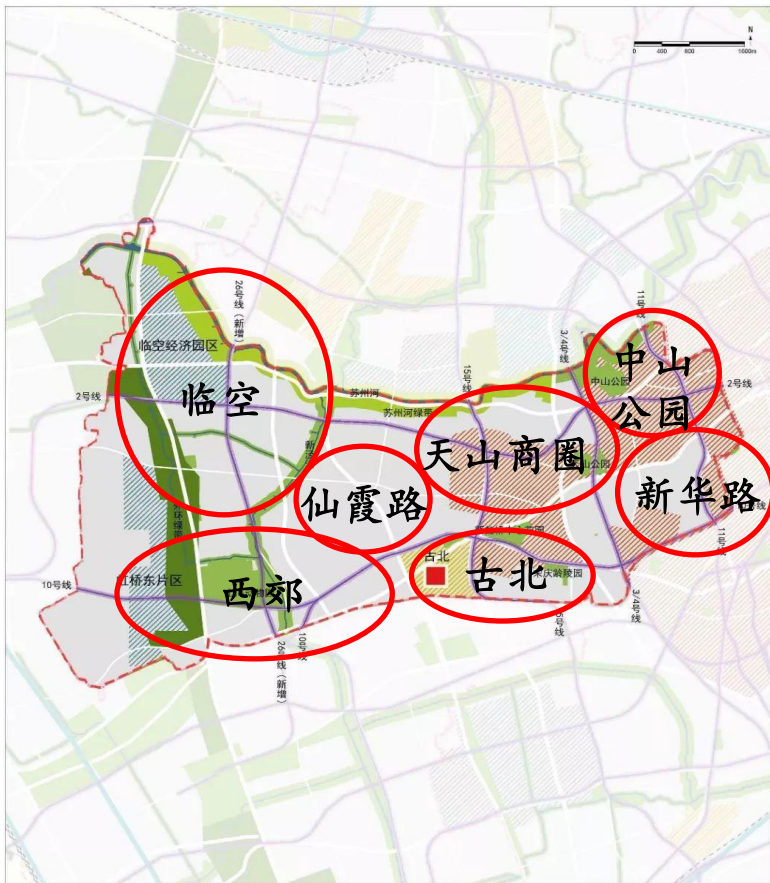 N
0 400 800 1600m
26号线（新增）
11号线
3/4号线
15号线
临空经济园区
临空
2号线
苏州河
苏州河绿带
中山公园
中山
公园
2号线
天山商圈
仙霞路
新华路
古北
古北
宋庆龄陵园
虹桥东片区
西郊
10号线
10号线
26号线（新增）
3/4号线
11号线